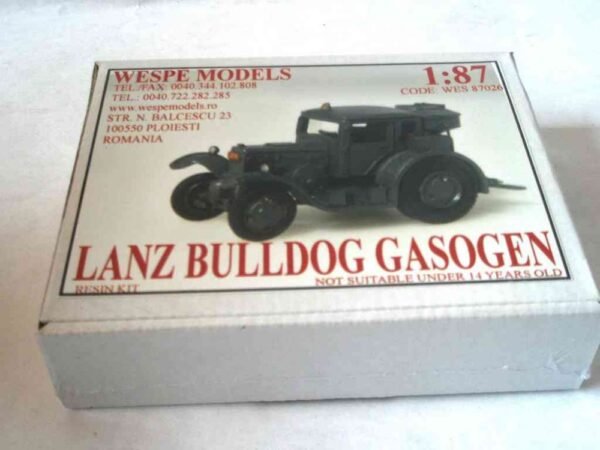 WESPE MODELS
TEL./FAX: 0040.344.102.808
TEL.: 0040.722.282.285
www.wespemodels.ro
STR. N. BALCESCU 23
100550 PLOIESTI
ROMANIA
1:87
CODE: WES 87026
LANZ BULLDOG GASOGEN
RESIN KIT
NOT SUITABLE UNDER 14 YEARS OLD